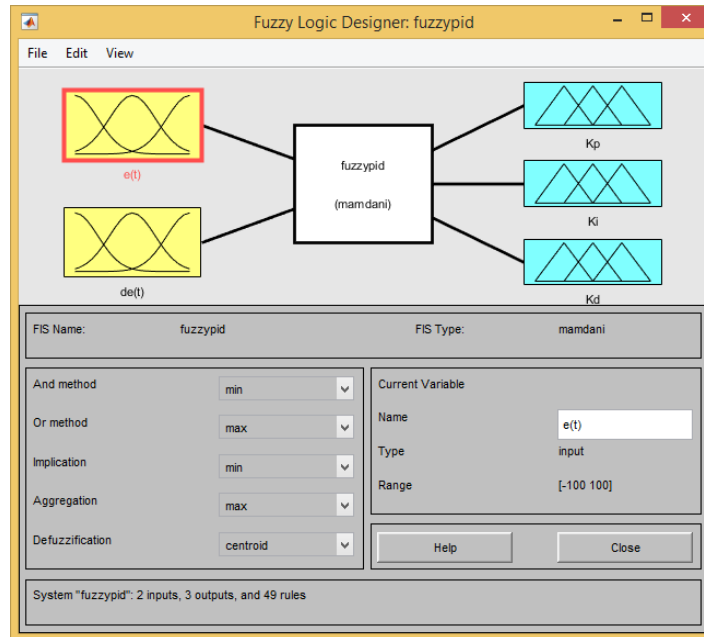 Fuzzy Logic Designer: fuzzypid
File Edit View
e(t)
de(t)
fuzzypid
(mamdani)
Kp
Ki
Kd
FIS Name: fuzzypid FIS Type: mamdani
And method min
Or method max
Implication min
Aggregation max
Defuzzification centroid
Current Variable
Name e(t)
Type input
Range [-100 100]
Help Close
System "fuzzypid": 2 inputs, 3 outputs, and 49 rules